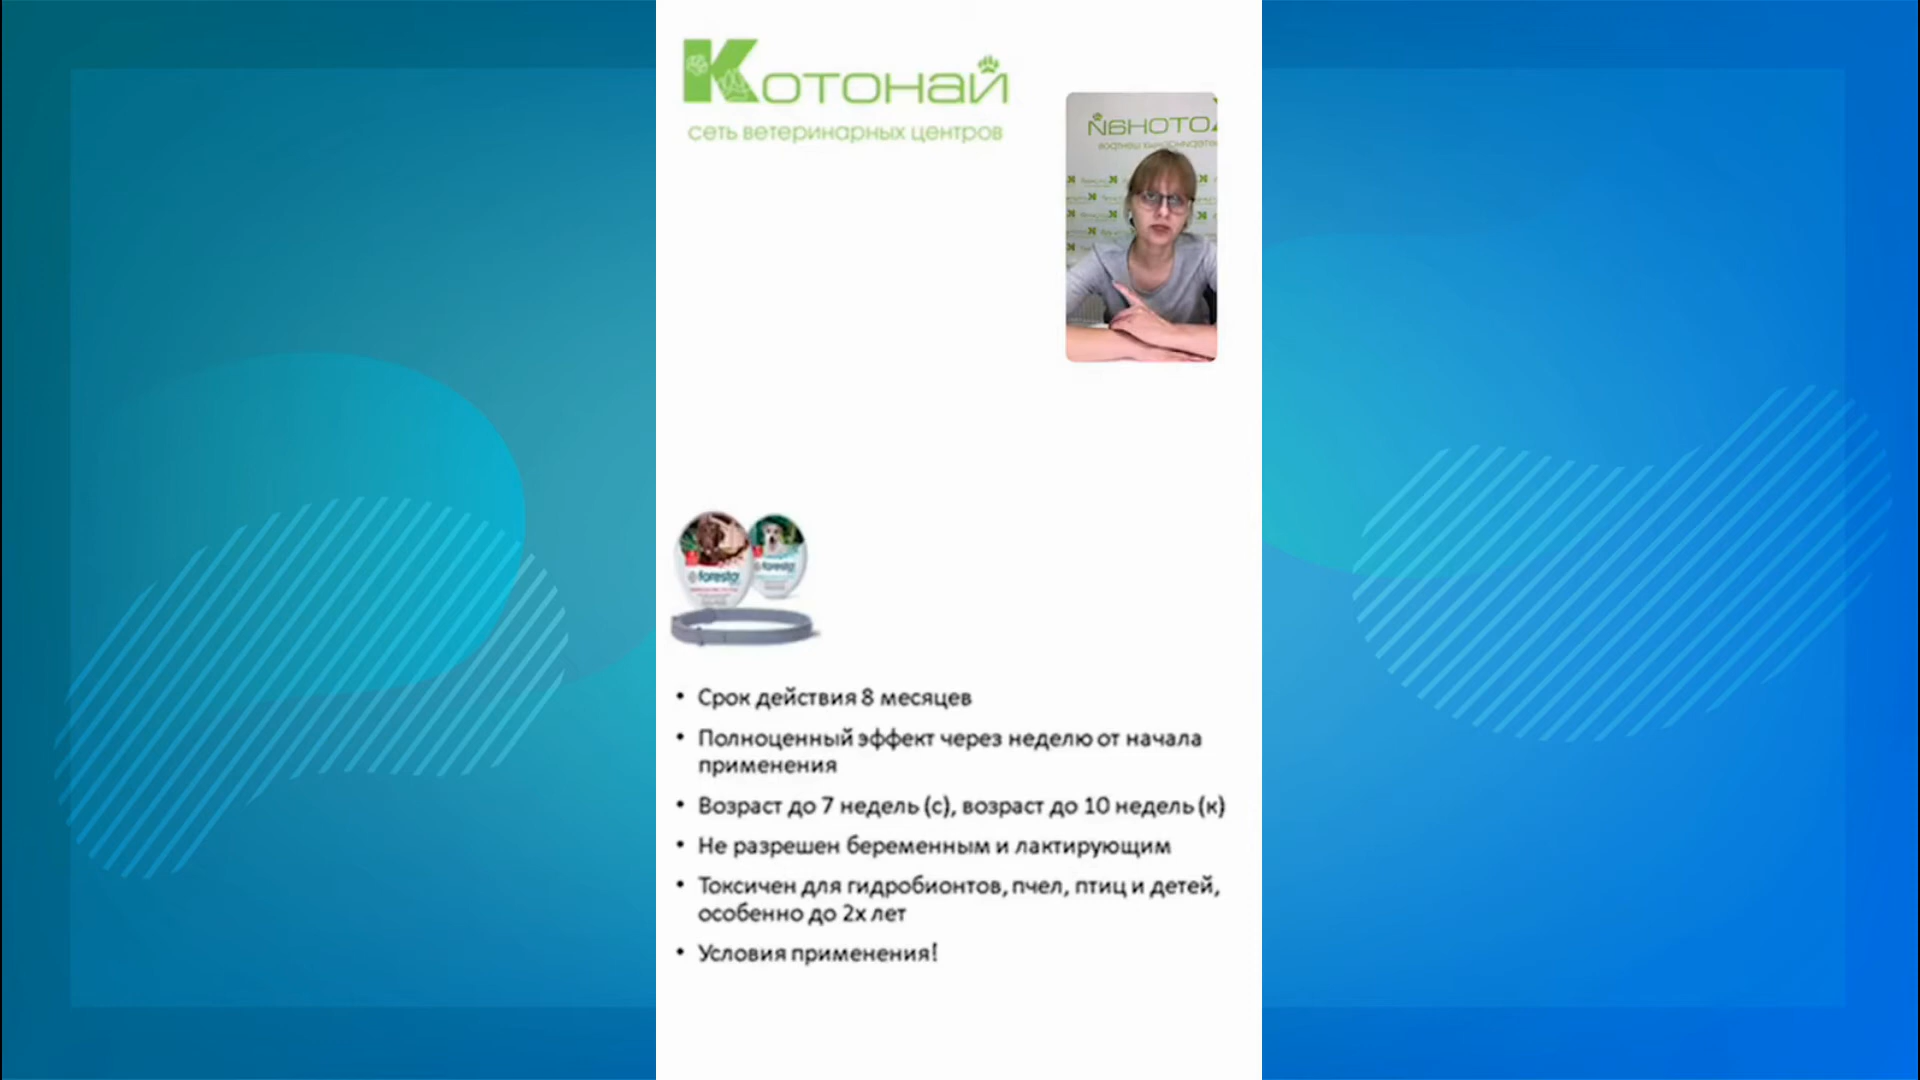 Котонай
сеть ветеринарных центров
foresto
foresto
• Срок действия 8 месяцев
• Полноценный эффект через неделю от начала
применения
• Возраст до 7 недель (с), возраст до 10 недель (к)
• Не разрешен беременным и лактирующим
• Токсичен для гидробионтов, пчел, птиц и детей,
особенно до 2х лет
• Условия применения!